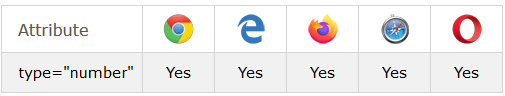 Attribute
type="number" Yes Yes Yes Yes Yes